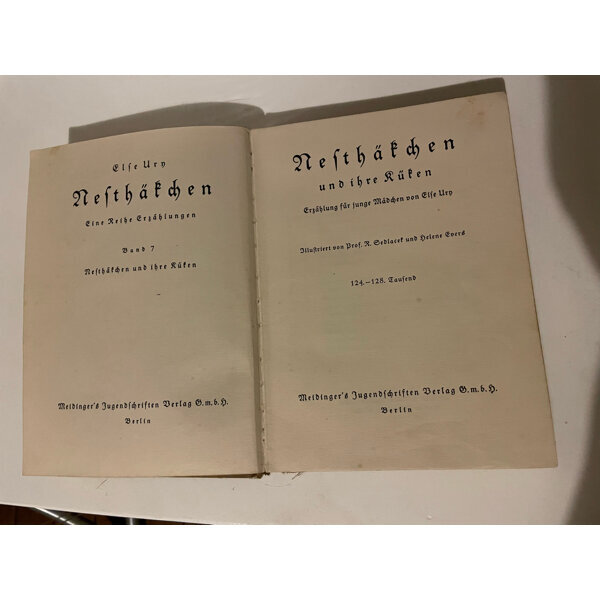 Else Ury
Nesthäkchen
Eine Reihe Erzählungen
Band 7
Nesthäkchen und ihre Küken
Meidinger's Jugendschriften Verlag G.m.b.H.
Berlin
Nesthäkchen
und ihre Küken
Erzählung für junge Mädchen von Else Ury
Illustriert von Prof. R. Sedlacek und Helene Evers
124.–128. Tausend
Meidinger's Jugendschriften Verlag G.m.b.H.
Berlin